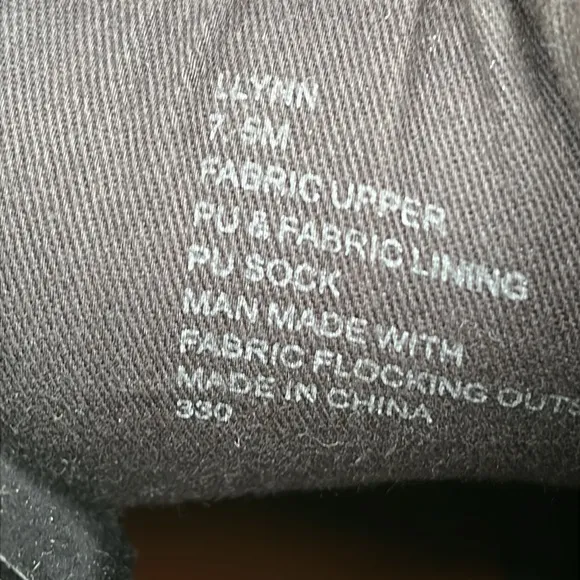 LLYNN
7.5M
FABRIC UPPER
PU & FABRIC LINING
PU SOCK
MAN MADE WITH
FABRIC FLOCKING OUTS
MADE IN CHINA
330